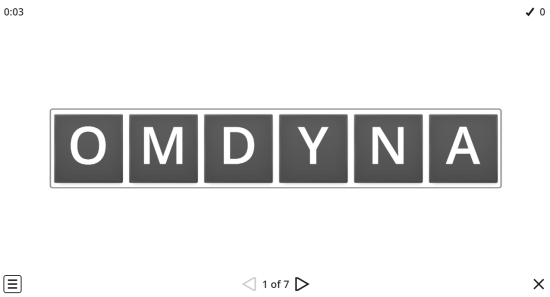 0:03
✓ 0
OMDYNA
1 of 7